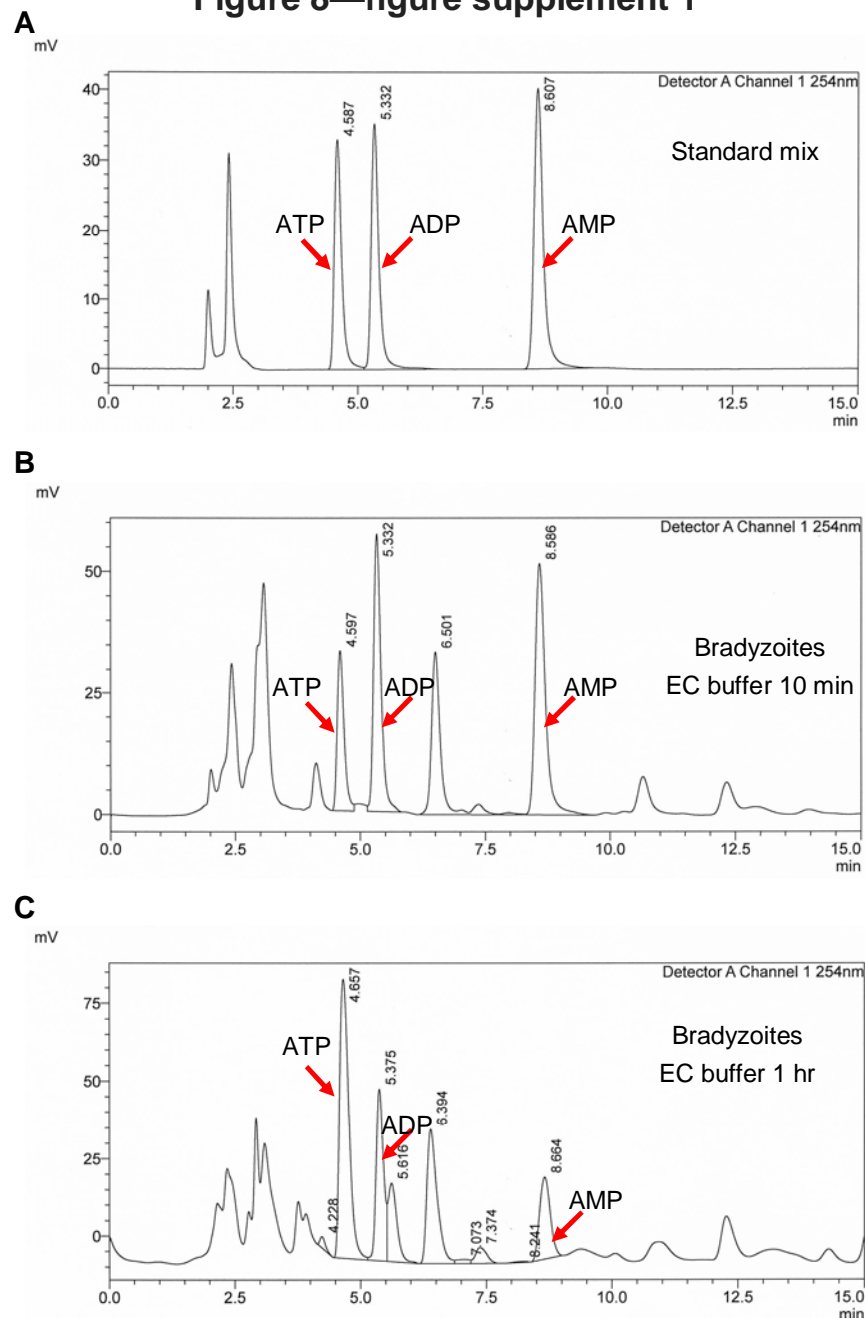 Figure 8—figure supplement 1
A
mV
Detector A Channel 1 254nm
40
30
20
10
0
4.587
5.332
8.607
Standard mix
ATP
ADP
AMP
0.0 2.5 5.0 7.5 10.0 12.5 15.0
min
B
mV
Detector A Channel 1 254nm
50
25
0
4.597
5.332
6.501
8.586
Bradyzoites
EC buffer 10 min
ATP
ADP
AMP
0.0 2.5 5.0 7.5 10.0 12.5 15.0
min
C
mV
Detector A Channel 1 254nm
75
50
25
0
4.228
4.657
5.375
5.616
6.394
7.073
7.374
8.241
8.664
Bradyzoites
EC buffer 1 hr
ATP
ADP
AMP
0.0 2.5 5.0 7.5 10.0 12.5 15.0
min